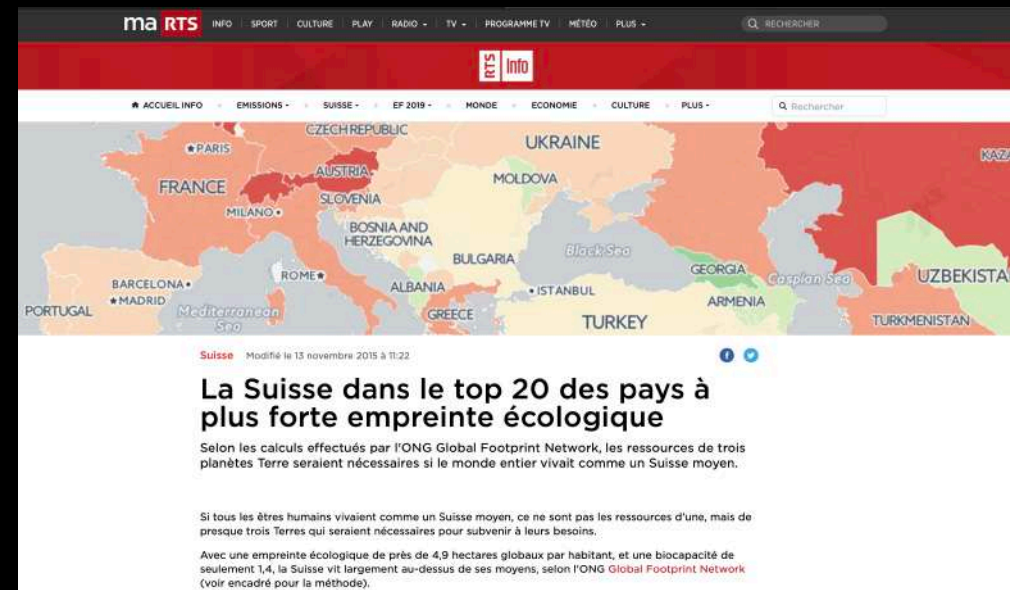 ma RTS INFO SPORT CULTURE PLAY RADIO TV PROGRAMME TV MÉTÉO PLUS RECHERCHER
RTS Info
ACCUEIL INFO EMISSIONS SUISSE EF 2019 MONDE ECONOMIE CULTURE PLUS Rechercher
CZECH REPUBLIC
PARIS
UKRAINE
KAZA
AUSTRIA
MOLDOVA
FRANCE
SLOVENIA
MILANO
BOSNIA AND
HERZEGOVINA
Black Sea
BULGARIA
GEORGIA
ROME
Caspian Sea
UZBEKISTA
BARCELONA
ALBANIA
ISTANBUL
MADRID
ARMENIA
PORTUGAL
Mediterranean
Sea
GREECE
TURKEY
TURKMENISTAN
Suisse Modifié le 13 novembre 2015 à 11:22
La Suisse dans le top 20 des pays à
plus forte empreinte écologique
Selon les calculs effectués par l'ONG Global Footprint Network, les ressources de trois
planètes Terre seraient nécessaires si le monde entier vivait comme un Suisse moyen.
Si tous les êtres humains vivaient comme un Suisse moyen, ce ne sont pas les ressources d'une, mais de
presque trois Terres qui seraient nécessaires pour subvenir à leurs besoins.
Avec une empreinte écologique de près de 4,9 hectares globaux par habitant, et une biocapacité de
seulement 1,4, la Suisse vit largement au-dessus de ses moyens, selon l'ONG Global Footprint Network
(voir encadré pour la méthode).